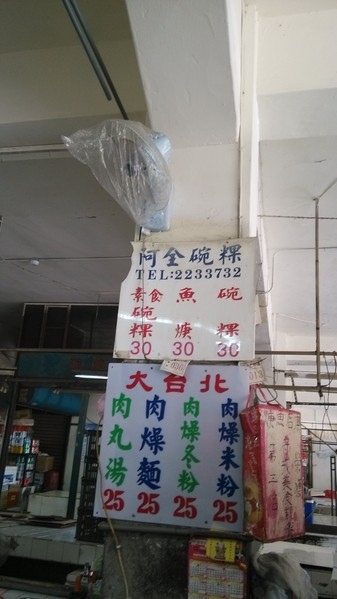 阿全碗粿
TEL:2233732
碗粿 30
魚焿 30
素食碗粿 30
大台北
肉燥米粉 25
肉燥冬粉 25
肉燥麵 25
肉丸湯 25